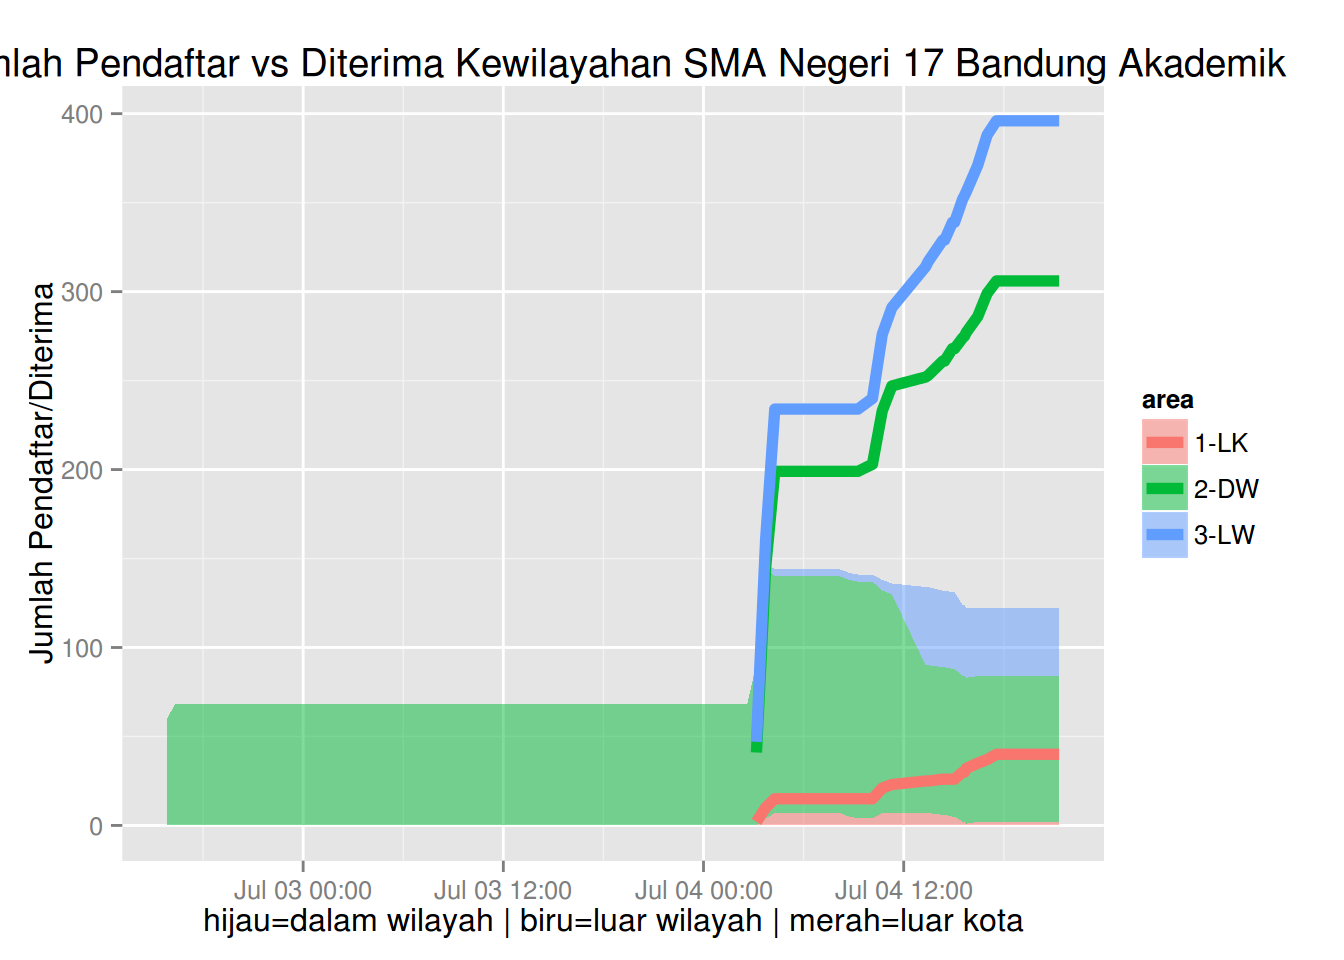 Pendaftar vs Diterima Kewilayahan SMA Negeri 17 Bandung Akademik
Jumlah Pendaftar/Diterima
400
300
200
100
0
Jul 03 00:00 Jul 03 12:00 Jul 04 00:00 Jul 04 12:00
hijau=dalam wilayah | biru=luar wilayah | merah=luar kota
area
1-LK
2-DW
3-LW